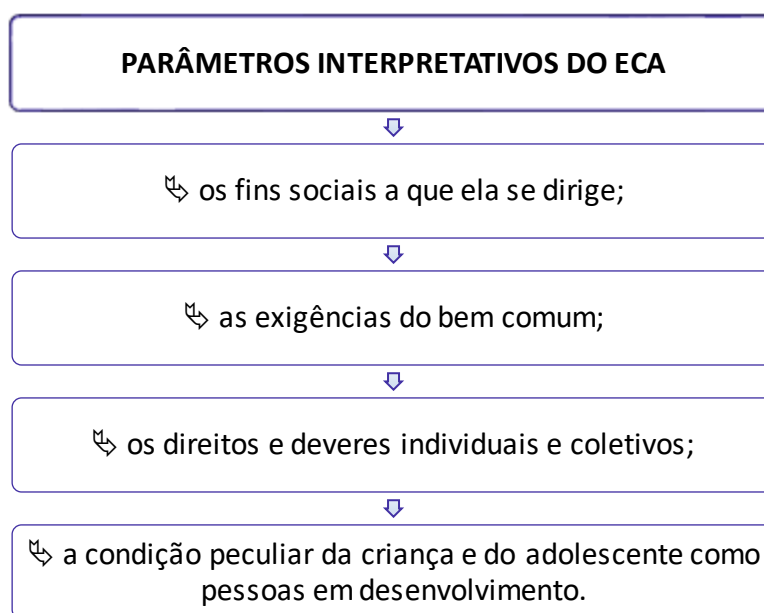 PARÂMETROS INTERPRETATIVOS DO ECA
os fins sociais a que ela se dirige;
as exigências do bem comum;
os direitos e deveres individuais e coletivos;
a condição peculiar da criança e do adolescente como
pessoas em desenvolvimento.